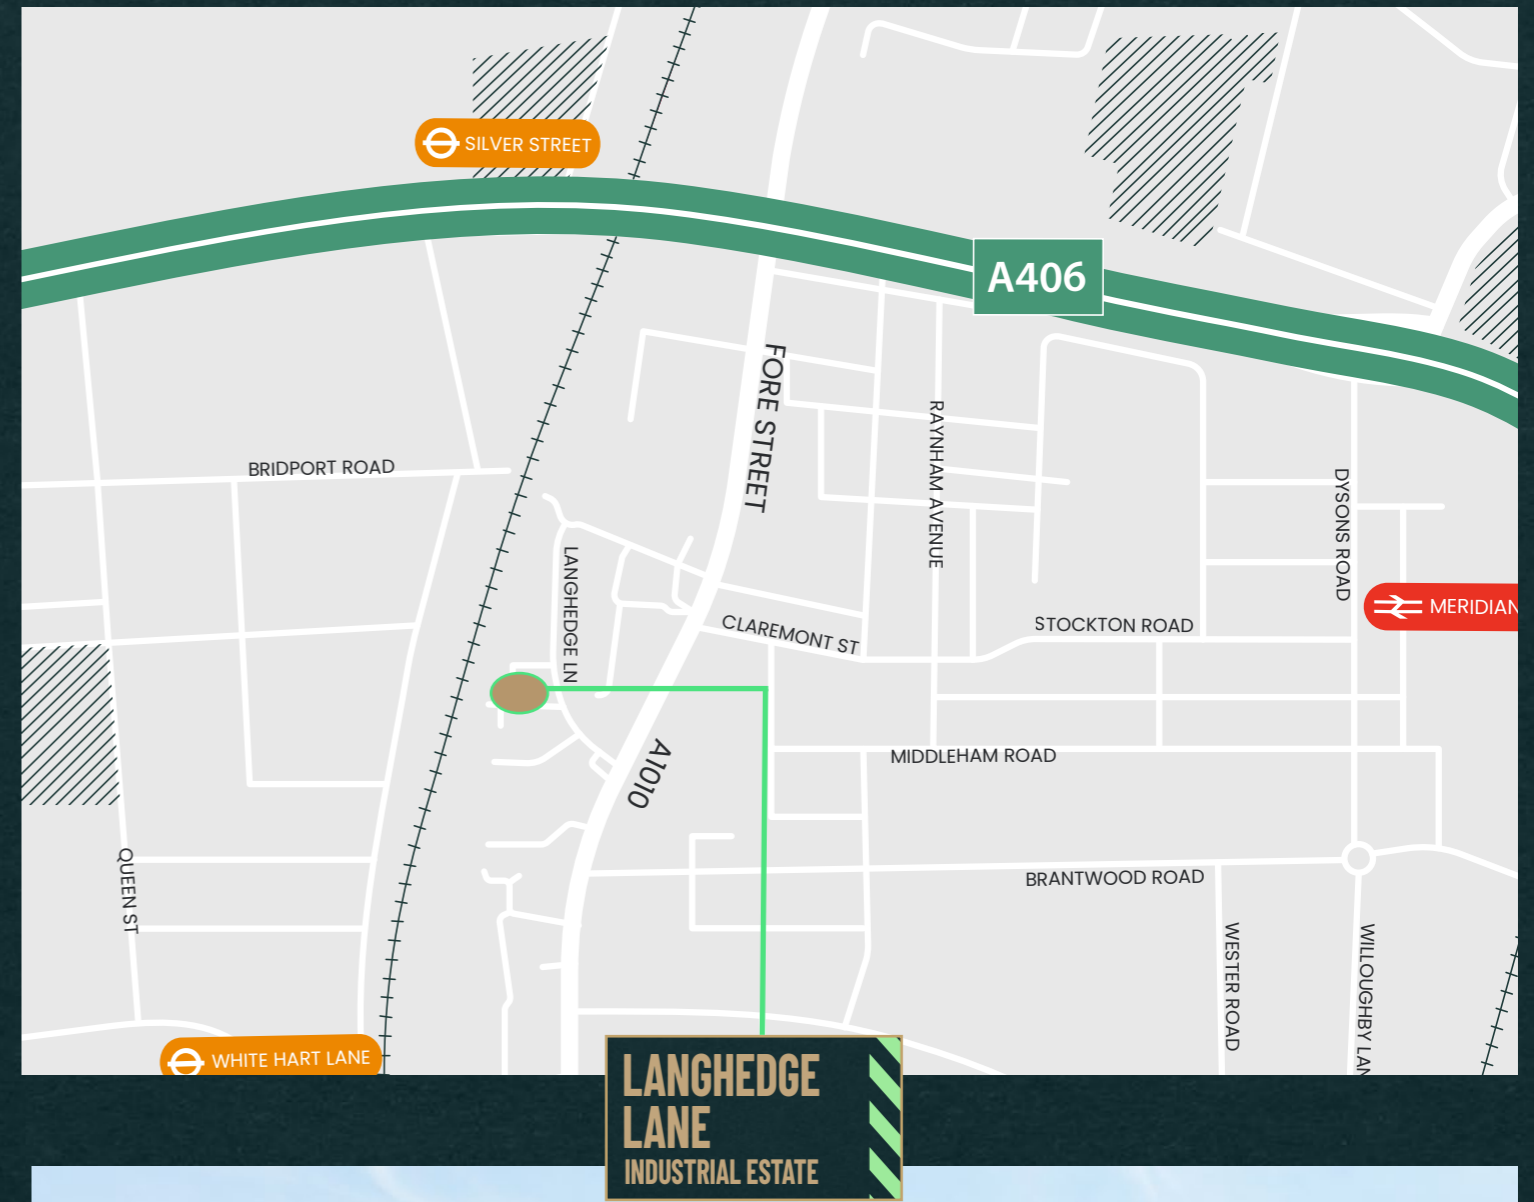 SILVER STREET
A406
FORE STREET
RAYNHAM AVENUE
BRIDPORT ROAD
DYSONS ROAD
LANGHEDGE LN
MERIDIAN
CLAREMONT ST
STOCKTON ROAD
A1010
MIDDLEHAM ROAD
QUEEN ST
BRANTWOOD ROAD
WESTER ROAD
WILLOUGHBY LAN
WHITE HART LANE
LANGHEDGE
LANE
INDUSTRIAL ESTATE